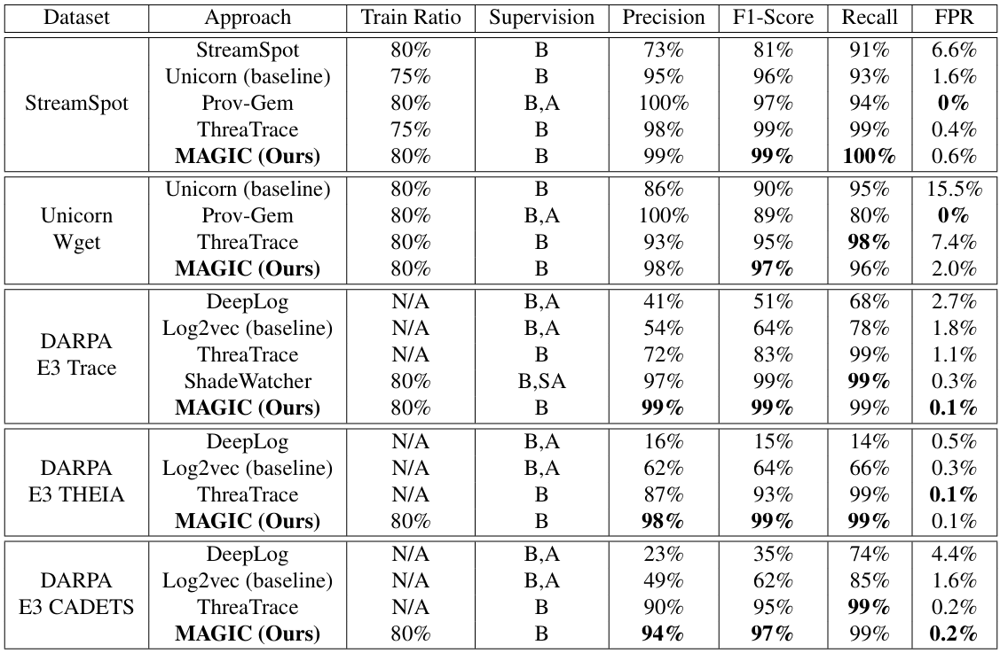 Dataset Approach Train Ratio Supervision Precision F1-Score Recall FPR
StreamSpot 80% B 73% 81% 91% 6.6%
Unicorn (baseline) 75% B 95% 96% 93% 1.6%
StreamSpot Prov-Gem 80% B,A 100% 97% 94% 0%
ThreaTrace 75% B 98% 99% 99% 0.4%
MAGIC (Ours) 80% B 99% 99% 100% 0.6%
Unicorn (baseline) 80% B 86% 90% 95% 15.5%
Unicorn Prov-Gem 80% B,A 100% 89% 80% 0%
Wget ThreaTrace 80% B 93% 95% 98% 7.4%
MAGIC (Ours) 80% B 98% 97% 96% 2.0%
DeepLog N/A B,A 41% 51% 68% 2.7%
Log2vec (baseline) N/A B,A 54% 64% 78% 1.8%
DARPA
E3 Trace
ThreaTrace N/A B 72% 83% 99% 1.1%
ShadeWatcher 80% B,SA 97% 99% 99% 0.3%
MAGIC (Ours) 80% B 99% 99% 99% 0.1%
DeepLog N/A B,A 16% 15% 14% 0.5%
DARPA Log2vec (baseline) N/A B,A 62% 64% 66% 0.3%
E3 THEIA ThreaTrace N/A B 87% 93% 99% 0.1%
MAGIC (Ours) 80% B 98% 99% 99% 0.1%
DeepLog N/A B,A 23% 35% 74% 4.4%
DARPA Log2vec (baseline) N/A B,A 49% 62% 85% 1.6%
E3 CADETS ThreaTrace N/A B 90% 95% 99% 0.2%
MAGIC (Ours) 80% B 94% 97% 99% 0.2%